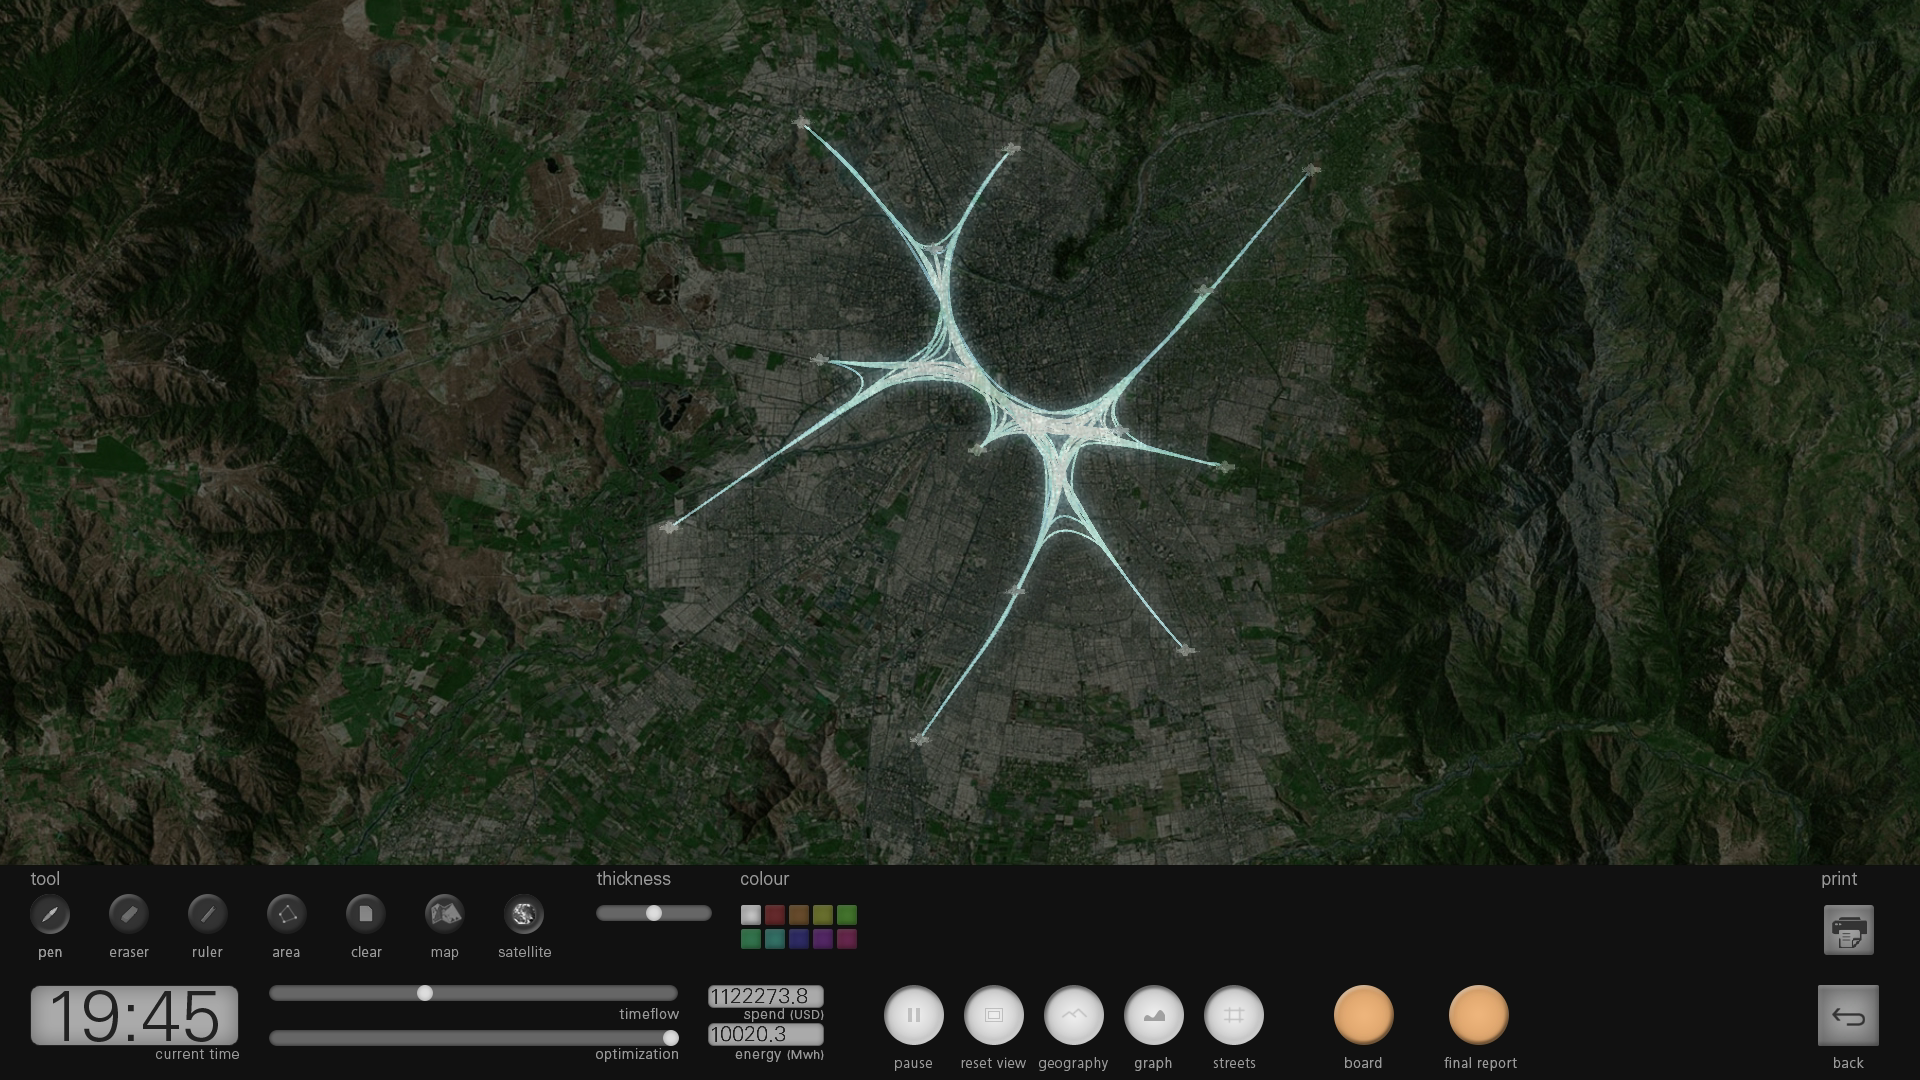 tool
thickness
colour
print
pen
eraser
ruler
area
clear
map
satellite
19:45
current time
timeflow
optimization
1122273.8
spend (USD)
10020.3
energy (Mwh)
pause
reset view
geography
graph
streets
board
final report
back